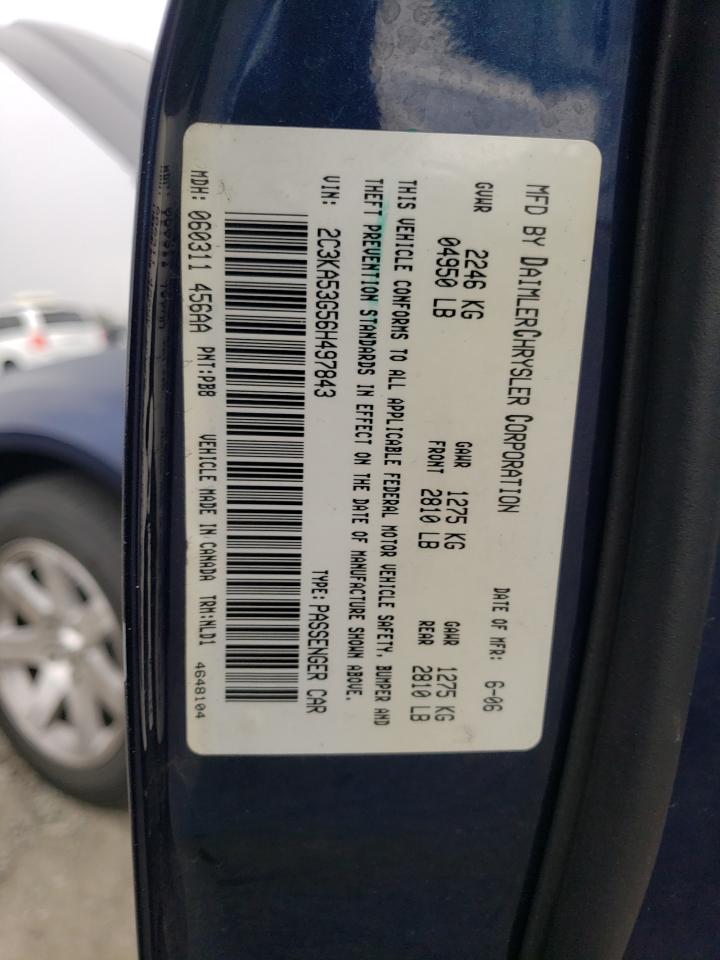 MFD BY DAIMLERCHRYSLER CORPORATION
DATE OF MFR: 6-06
GVWR 2246 KG
04950 LB
GAWR FRONT 1275 KG
2810 LB
GAWR REAR 1275 KG
2810 LB
THIS VEHICLE CONFORMS TO ALL APPLICABLE FEDERAL MOTOR VEHICLE SAFETY, BUMPER AND
THEFT PREVENTION STANDARDS IN EFFECT ON THE DATE OF MANUFACTURE SHOWN ABOVE.
VIN: 2C3KA53G56H497843 TYPE: PASSENGER CAR
MDH: 060311 456AA PNT:PB8 VEHICLE MADE IN CANADA TRM:NLD1
4648104